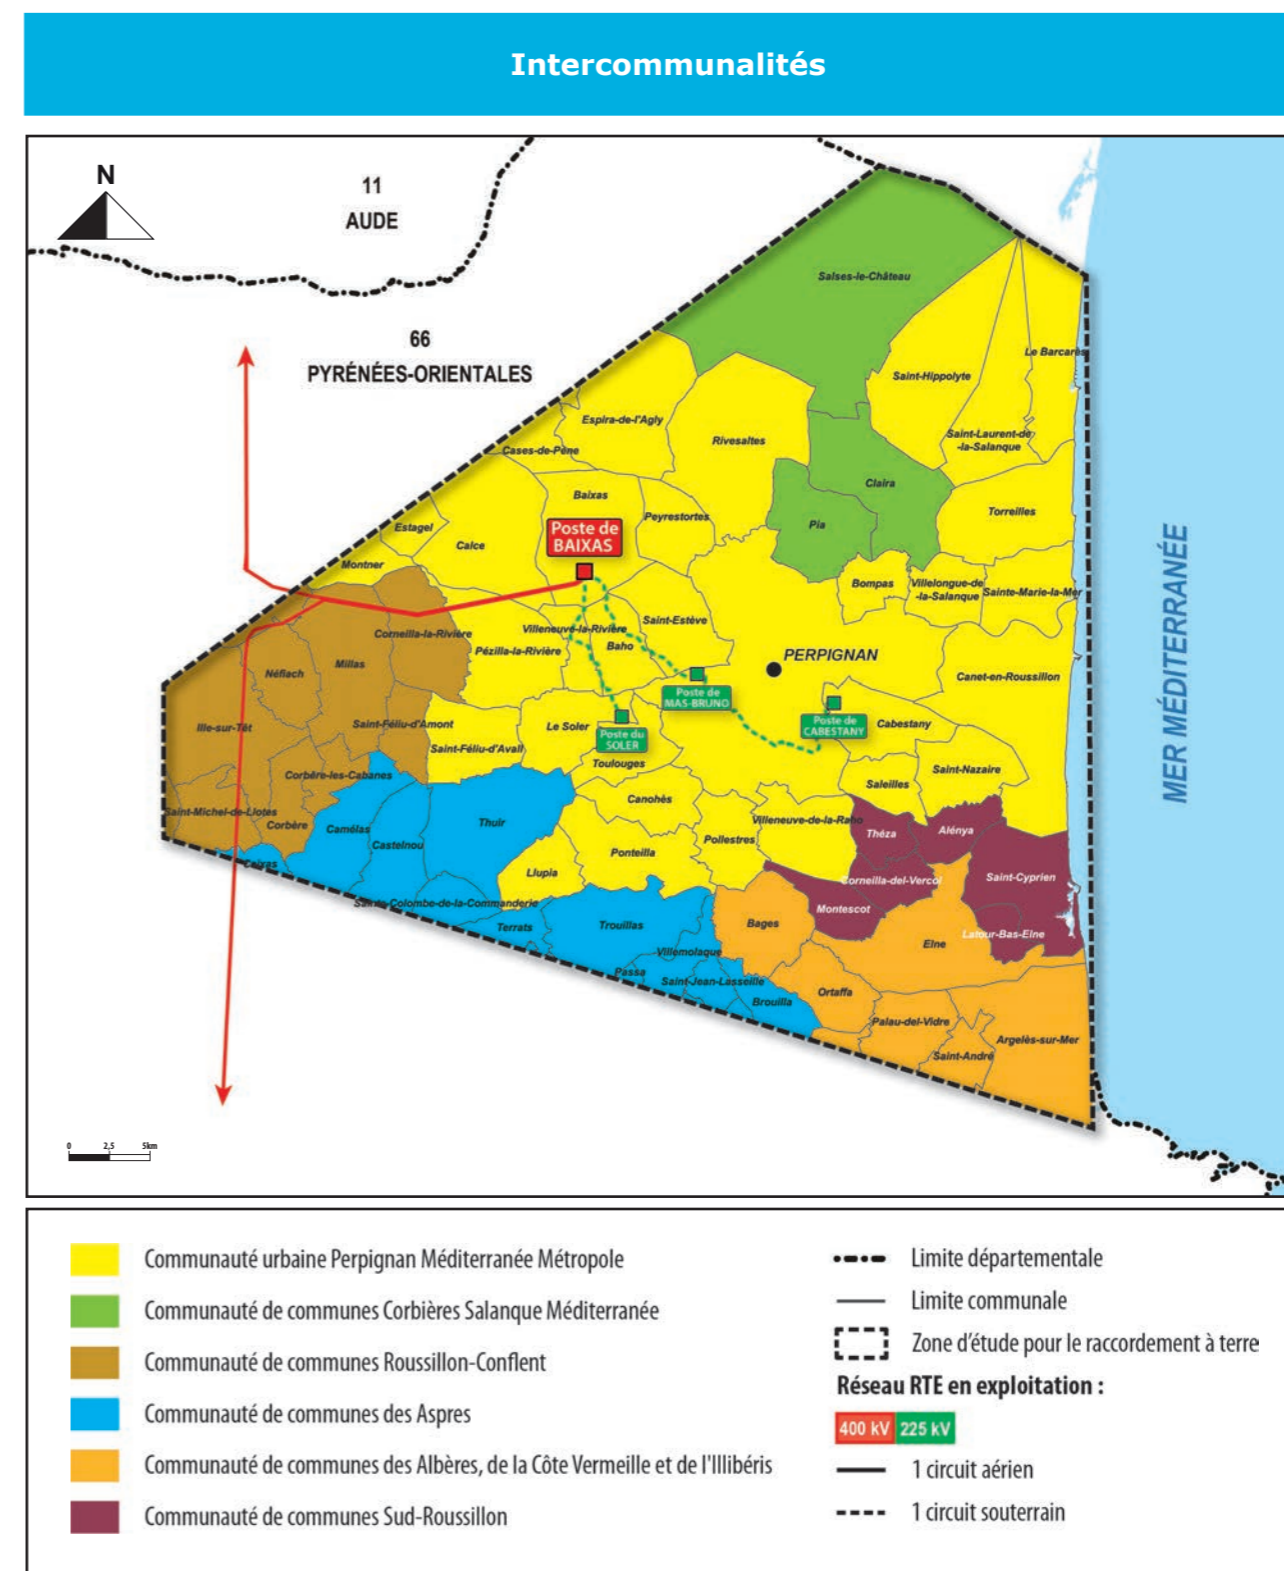 Intercommunalités
N
11
AUDE
66
PYRÉNÉES-ORIENTALES
Salses-le-Château
Le Barcarès
Saint-Hippolyte
Espira-de-l'Agly
Rivesaltes
Saint-Laurent-de
-la-Salanque
Cases-de-Pène
Claira
Baixas
Torreilles
Peyrestortes
Pia
Estagel
Poste de
BAIXAS
Calce
Montner
Bompas
Villelongue-de
-la-Salanque
Sainte-Marie-la-Mer
Saint-Estève
Villeneuve-la-Rivière
Corneilla-la-Rivière
Baho
Pézilla-la-Rivière
PERPIGNAN
Millas
Néfiach
Canet-en-Roussillon
Poste de
MAS-BRUNO
Ille-sur-Têt
Saint-Féliu-d'Amont
Le Soler
Poste de
CABESTANY
Cabestany
Poste du
SOLER
Saint-Féliu-d'Avall
Toulouges
Saint-Nazaire
Corbère-les-Cabanes
Saleilles
Canohès
Saint-Michel-de-Llotes
Corbère
Camélas
Thuir
Villeneuve-de-la-Raho
Théza
Alénya
Castelnou
Pollestres
Ponteilla
Caixas
Llupia
Corneilla-del-Vercol
Saint-Cyprien
Sainte-Colombe-de-la-Commanderie
Montescot
Terrats
Trouillas
Bages
Latour-Bas-Elne
Elne
Villemolaque
Passa
Saint-Jean-Lasseille
Ortaffa
Brouilla
Palau-del-Vidre
Argelès-sur-Mer
Saint-André
MER MÉDITERRANÉE
0 2,5 5km
Communauté urbaine Perpignan Méditerranée Métropole
Communauté de communes Corbières Salanque Méditerranée
Communauté de communes Roussillon-Conflent
Communauté de communes des Aspres
Communauté de communes des Albères, de la Côte Vermeille et de l'Illibéris
Communauté de communes Sud-Roussillon
Limite départementale
Limite communale
Zone d'étude pour le raccordement à terre
Réseau RTE en exploitation :
400 kV 225 kV
1 circuit aérien
1 circuit souterrain